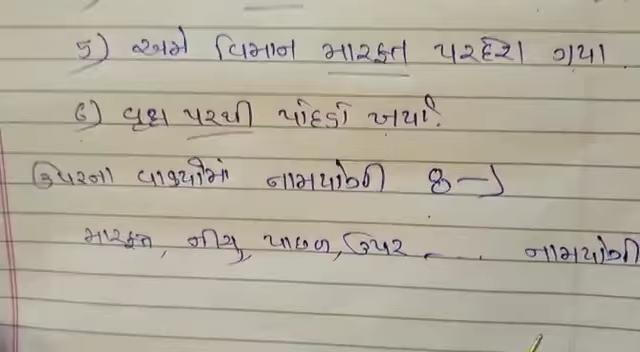 5) અમે વિમાન મારફત પરદેશ ગયા
6) વૃક્ષ પરથી પાંદડાં ખર્યાં.
ઉપરના વાક્યોમાં નામયોગી છે →
મારફત, નીચે, પાછળ, ઉપર ---- નામયોગી